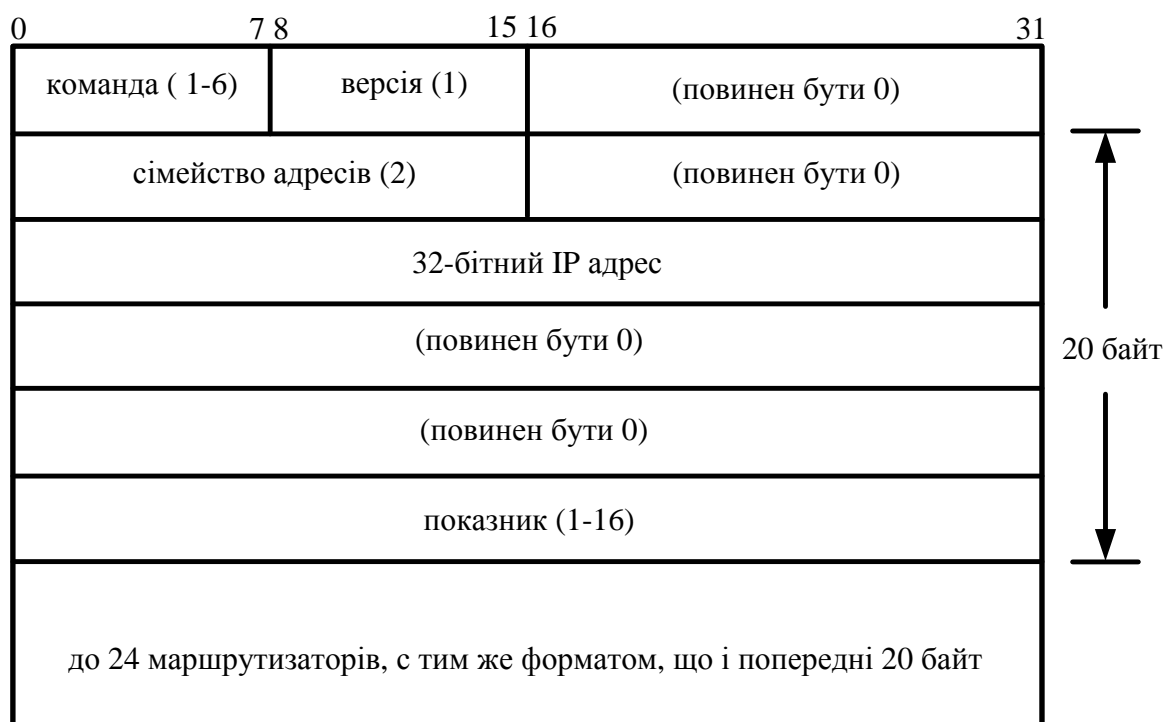 0 7 8 15 16 31
команда ( 1-6) версія (1) (повинен бути 0)
сімейство адресів (2) (повинен бути 0)
32-бітний IP адрес
(повинен бути 0)
20 байт
(повинен бути 0)
показник (1-16)
до 24 маршрутизаторів, с тим же форматом, що і попередні 20 байт